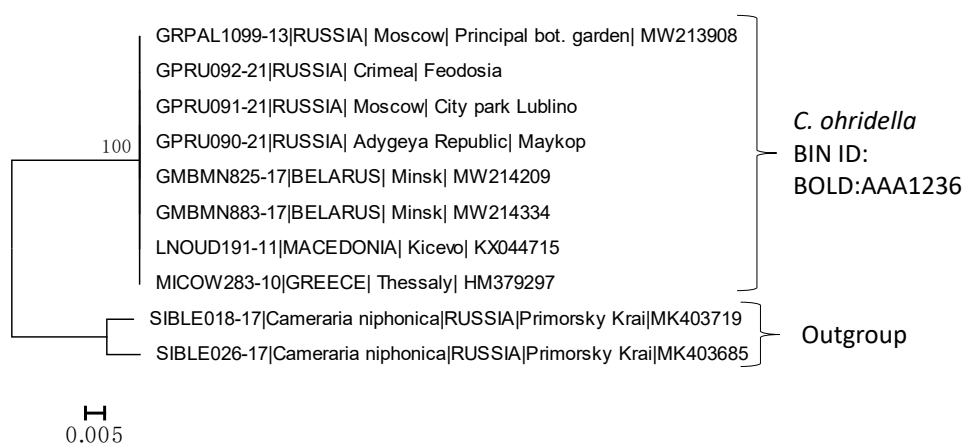 GRPAL1099-13|RUSSIA| Moscow| Principal bot. garden| MW213908
GPRU092-21|RUSSIA| Crimea| Feodosia
GPRU091-21|RUSSIA| Moscow| City park Lublino
GPRU090-21|RUSSIA| Adygeya Republic| Maykop
100
GMBMN825-17|BELARUS| Minsk| MW214209
GMBMN883-17|BELARUS| Minsk| MW214334
LNOUD191-11|MACEDONIA| Kicevo| KX044715
MICOW283-10|GREECE| Thessaly| HM379297
C. ohridella
BIN ID:
BOLD:AAA1236
SIBLE018-17|Cameraria niphonica|RUSSIA|Primorsky Krai|MK403719
SIBLE026-17|Cameraria niphonica|RUSSIA|Primorsky Krai|MK403685
Outgroup
0.005